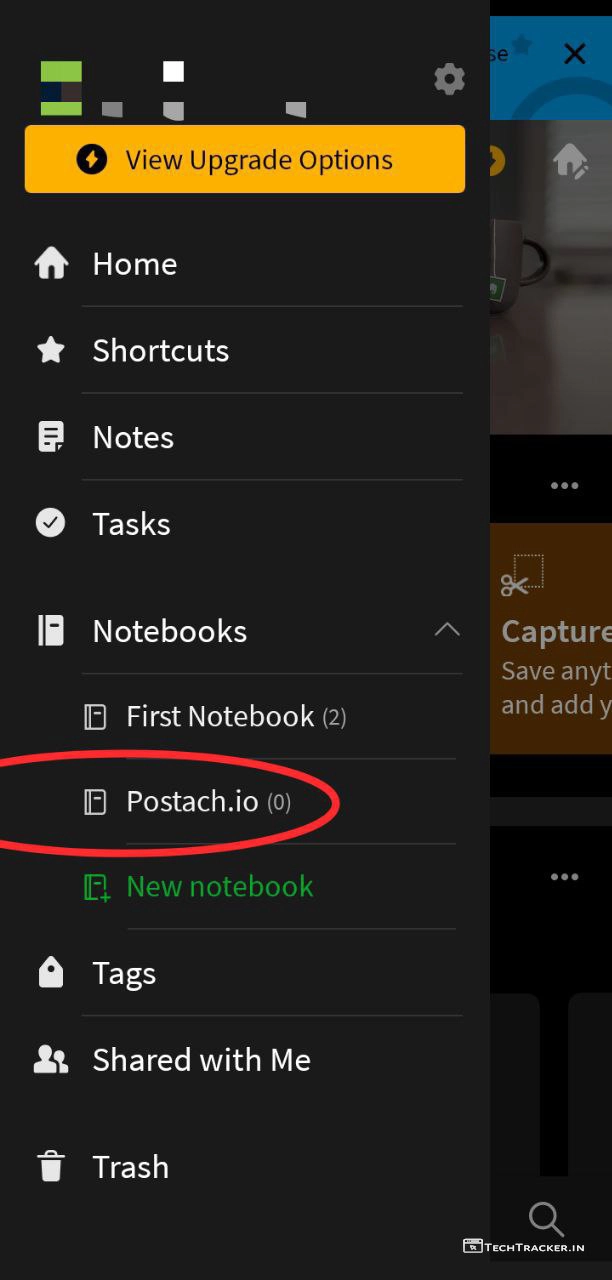 se
View Upgrade Options
Home
Shortcuts
Notes
Tasks
Notebooks
Capture
Save anyt
and add y
First Notebook (2)
Postach.io (0)
New notebook
Tags
Shared with Me
Trash
TECHTRACKER.IN